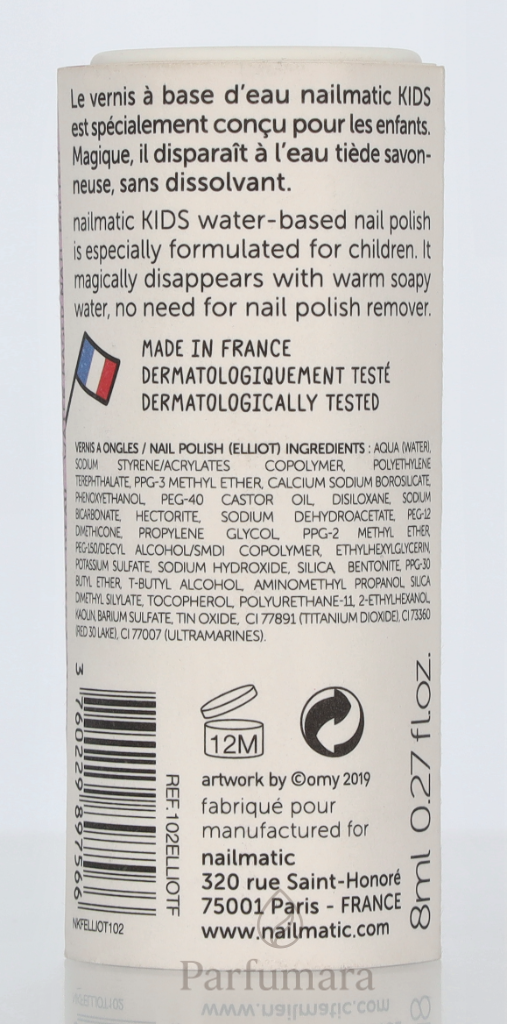 Le vernis à base d'eau nailmatic KIDS
est spécialement conçu pour les enfants.
Magique, il disparaît à l'eau tiède savon-
neuse, sans dissolvant.
nailmatic KIDS water-based nail polish
is especially formulated for children. It
magically disappears with warm soapy
water, no need for nail polish remover.
MADE IN FRANCE
DERMATOLOGIQUEMENT TESTÉ
DERMATOLOGICALLY TESTED
VERNIS A ONGLES / NAIL POLISH (ELLIOT) INGREDIENTS : AQUA (WATER),
SODIUM STYRENE/ACRYLATES COPOLYMER, POLYETHYLENE
TEREPHTHALATE, PPG-3 METHYL ETHER, CALCIUM SODIUM BOROSILICATE,
PHENOXYETHANOL, PEG-40 CASTOR OIL, DISILOXANE, SODIUM
BICARBONATE, HECTORITE, SODIUM DEHYDROACETATE, PEG-12
DIMETHICONE, PROPYLENE GLYCOL, PPG-2 METHYL ETHER,
PEG-150/DECYL ALCOHOL/SMDI COPOLYMER, ETHYLHEXYLGLYCERIN,
POTASSIUM SULFATE, SODIUM HYDROXIDE, SILICA, BENTONITE, PPG-30
BUTYL ETHER, T-BUTYL ALCOHOL, AMINOMETHYL PROPANOL, SILICA
DIMETHYL SILYLATE, TOCOPHEROL, POLYURETHANE-11, 2-ETHYLHEXANOL,
KAOLIN, BARIUM SULFATE, TIN OXIDE, CI 77891 (TITANIUM DIOXIDE), CI 73360
(RED 30 LAKE), CI 77007 (ULTRAMARINES).
3 760229 897566
NKFELLIOT102
REF.102ELLIOTF
12M
artwork by ©omy 2019
fabriqué pour
manufactured for
nailmatic
320 rue Saint-Honoré
75001 Paris - FRANCE
www.nailmatic.com
8ml 0.27 fl.oz.
Parfumara